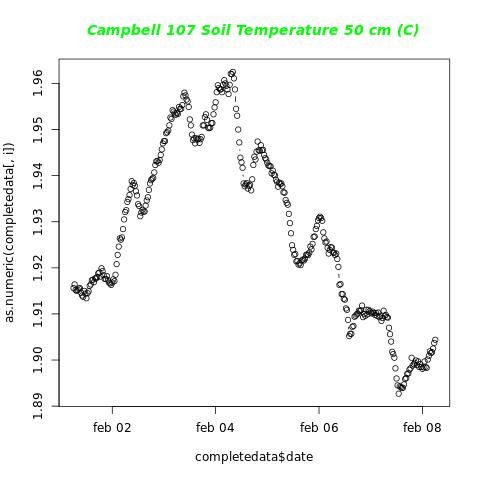 Campbell 107 Soil Temperature 50 cm (C)
as.numeric(completedata[, i])
1.96
1.95
1.94
1.93
1.92
1.91
1.90
1.89
feb 02 feb 04 feb 06 feb 08
completedata$date